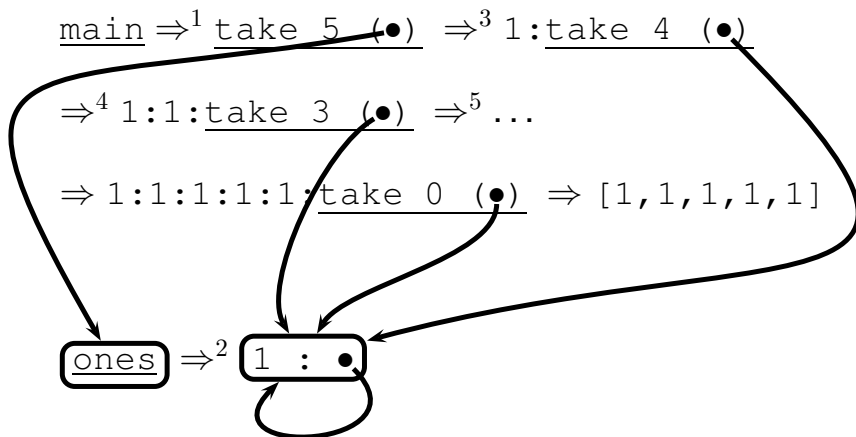 main ⇒¹ take 5 (●) ⇒³ 1:take 4 (●)
⇒⁴ 1:1:take 3 (●) ⇒⁵ ...
⇒ 1:1:1:1:1:take 0 (●) ⇒ [1,1,1,1,1]
ones ⇒² 1 : ●